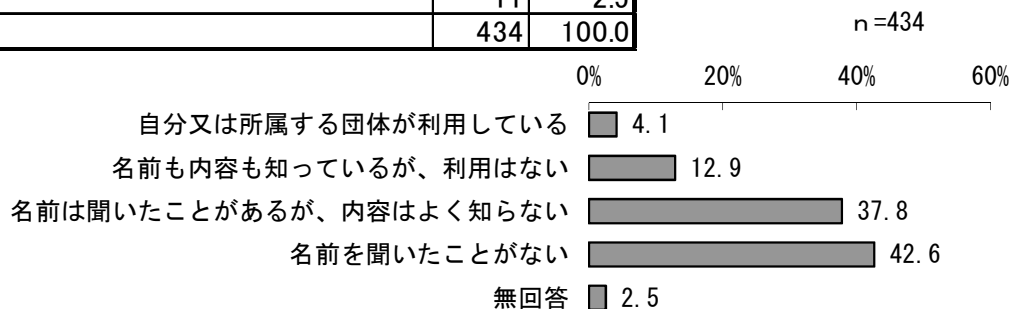 434 100.0
n=434
0% 20% 40% 60%
自分又は所属する団体が利用している 4.1
名前も内容も知っているが、利用はない 12.9
名前は聞いたことがあるが、内容はよく知らない 37.8
名前を聞いたことがない 42.6
無回答 2.5